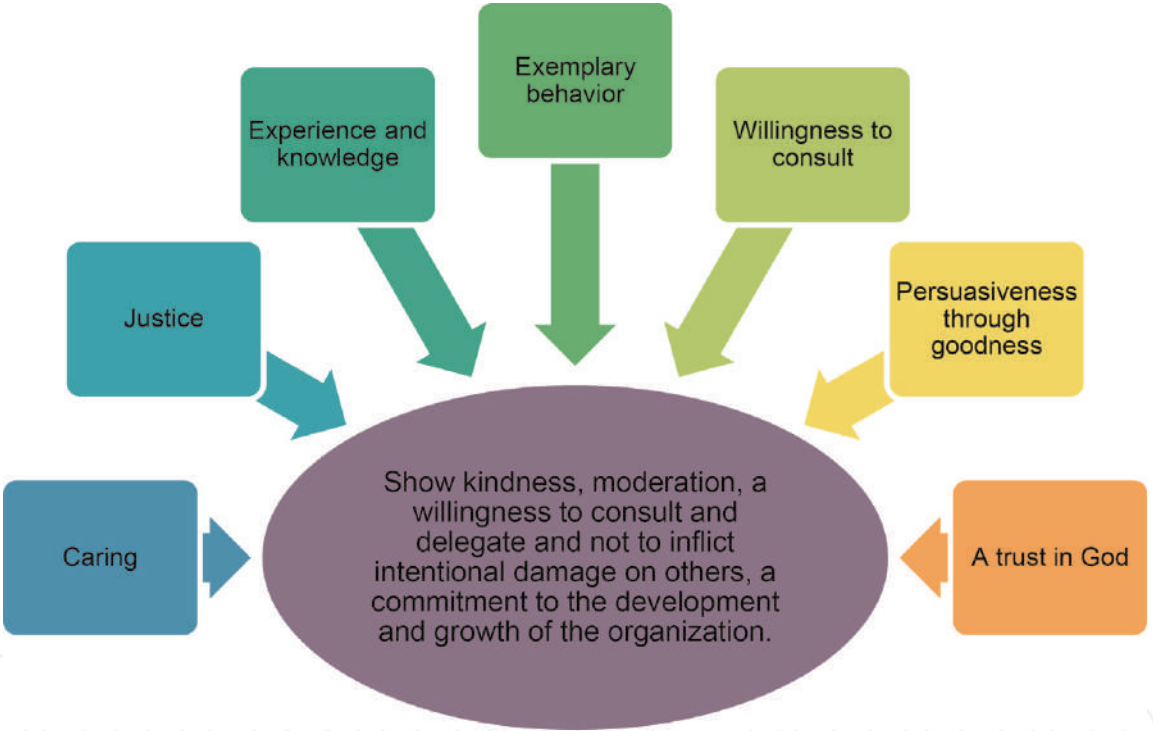 Exemplary
behavior
Experience and
knowledge
Willingness to
consult
Justice
Persuasiveness
through
goodness
Caring
Show kindness, moderation, a
willingness to consult and
delegate and not to inflict
intentional damage on others, a
commitment to the development
and growth of the organization.
A trust in God